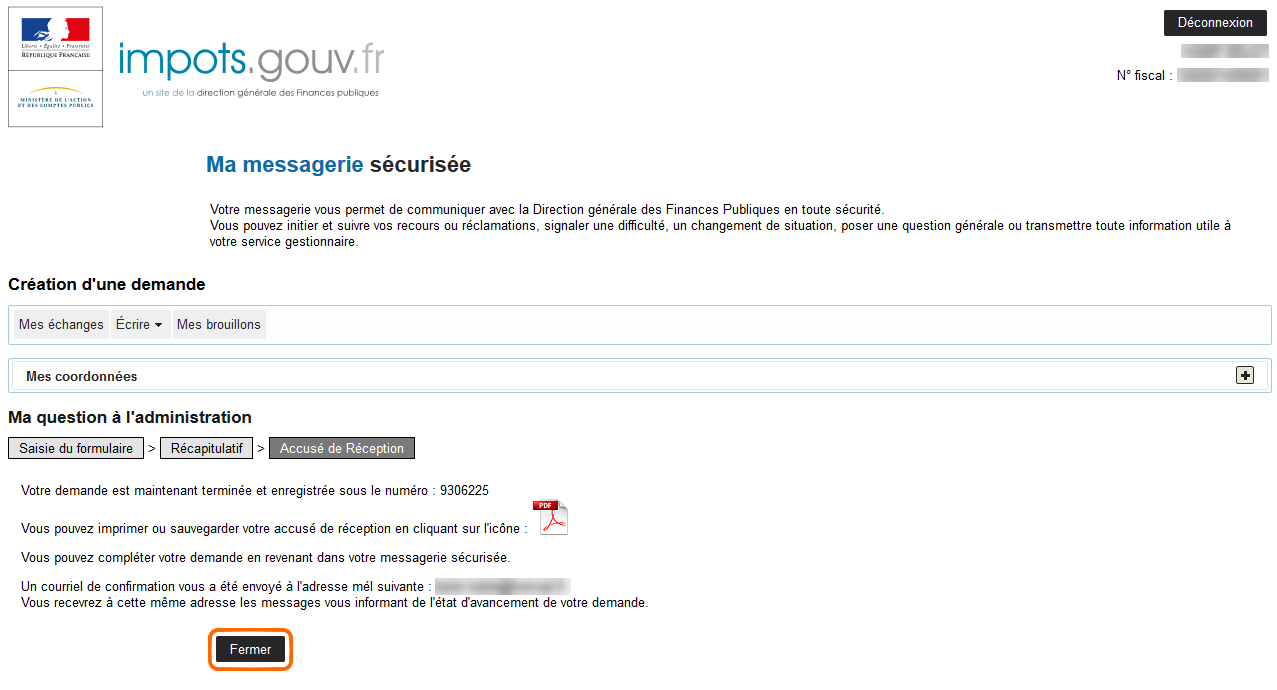 Liberté • Égalité • Fraternité
RÉPUBLIQUE FRANÇAISE
MINISTÈRE DE L'ACTION
ET DES COMPTES PUBLICS
impots.gouv.fr
un site de la direction générale des Finances publiques
Déconnexion
N° fiscal :
Ma messagerie sécurisée
Votre messagerie vous permet de communiquer avec la Direction générale des Finances Publiques en toute sécurité.
Vous pouvez initier et suivre vos recours ou réclamations, signaler une difficulté, un changement de situation, poser une question générale ou transmettre toute information utile à
votre service gestionnaire.
Création d'une demande
Mes échanges Écrire Mes brouillons
Mes coordonnées
Ma question à l'administration
Saisie du formulaire > Récapitulatif > Accusé de Réception
Votre demande est maintenant terminée et enregistrée sous le numéro : 9306225
Vous pouvez imprimer ou sauvegarder votre accusé de réception en cliquant sur l'icône : PDF
Vous pouvez compléter votre demande en revenant dans votre messagerie sécurisée.
Un courriel de confirmation vous a été envoyé à l'adresse mél suivante :
Vous recevrez à cette même adresse les messages vous informant de l'état d'avancement de votre demande.
Fermer